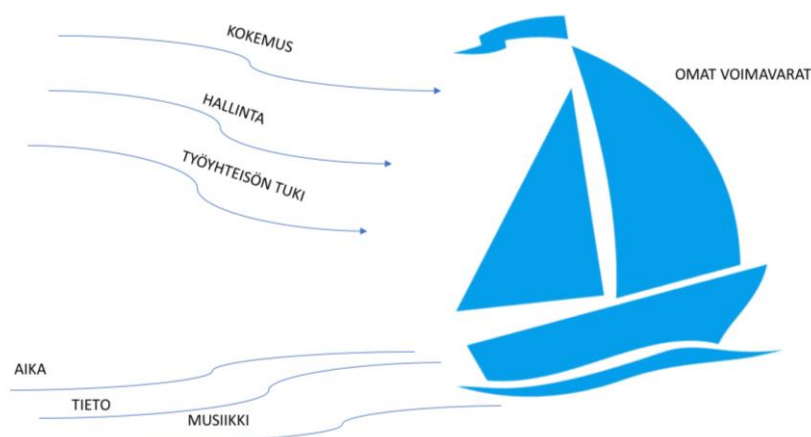 KOKEMUS
OMAT VOIMAVARAT
HALLINTA
TYÖYHTEISÖN TUKI
AIKA
TIETO
MUSIIKKI